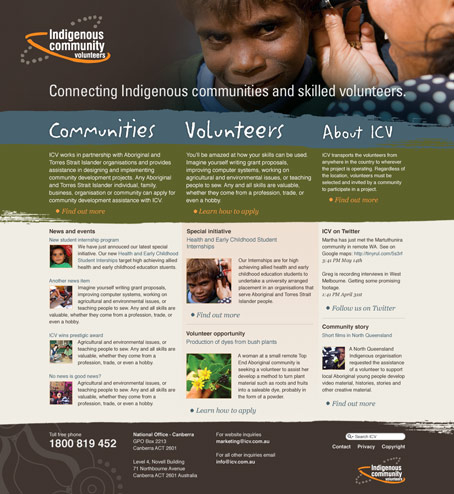 Indigenous
community
volunteers
Connecting Indigenous communities and skilled volunteers.
Communities
ICV works in partnership with Aboriginal and
Torres Strait Islander organisations and provides
assistance in designing and implementing
community development projects. Any Aboriginal
and Torres Strait Islander individual, family,
business, organisation or community can apply for
community development assistance with ICV.
Find out more
Volunteers
You'll be amazed at how your skills can be used.
Imagine yourself writing grant proposals,
improving computer systems, working on
agricultural and environmental issues, or teaching
people to sew. Any and all skills are valuable,
whether they come from a profession, trade, or
even a hobby.
Learn how to apply
About ICV
ICV transports the volunteers from
anywhere in the country to wherever
the project is operating. Regardless of
the location, volunteers must be
selected and invited by a community
to participate in a project.
Find out more
News and events
New student internship program
We have just annouced our latest special
initiative. Our new Health and Early Childhood
Student Interships target high achieving allied
health and early childhood education stuents.
Another news item
Imagine yourself writing grant proposals,
improving computer systems, working on
agricultural and environmental issues, or
teaching people to sew. Any and all skills are
valuable, whether they come from a profession, trade, or
even a hobby.
ICV wins prestigic award
Agricultural and environmental issues, or
teaching people to sew. Any and all skills are
valuable, whether they come from a
profession, trade, or even a hobby.
No news is good news?
Agricultural and environmental issues, or
teaching people to sew. Any and all skills are
valuable, whether they come from a
profession, trade, or even a hobby.
Special initiative
Health and Early Childhood Student
Internships
Our Internships are for high
achieving allied health and early
childhood education students to
undertake a university arranged
placement in an organisations that
serve Aboriginal and Torres Strait
Islander people.
Find out more
Volunteer opportunity
Production of dyes from bush plants
A woman at a small remote Top
End Aboriginal community is
seeking a volunteer to assist her
develop a method to turn plant
material such as roots and fruits
into a saleable dye, probably in
the form of a powder.
Learn how to apply
ICV on Twitter
Martha has just met the Martuthunira
community in remote WA. See on
Google maps:
3:41 PM May 14th
Greg is recording interviews in West
Melbourne. Getting some promising
footage.
1:41 PM April 21st
Follow us on Twitter
Community story
Short films in North Queensland
A North Queensland
Indigenous organisation
requested the assistance
of a volunteer to support
local Aboriginal young people develop
video material, histories, stories and
other creative material.
Find out more
Toll free phone
1800 819 452
National Office - Canberra
GPO Box 2213
Canberra ACT 2601
Level 4, Novell Building
71 Northbourne Avenue
Canberra ACT 2601 Australia
For website inquiries
marketing@icv.com.au
For all other inquiries email
info@icv.com.au
Search ICV
Contact Privacy Copyright
Indigenous
community
volunteers